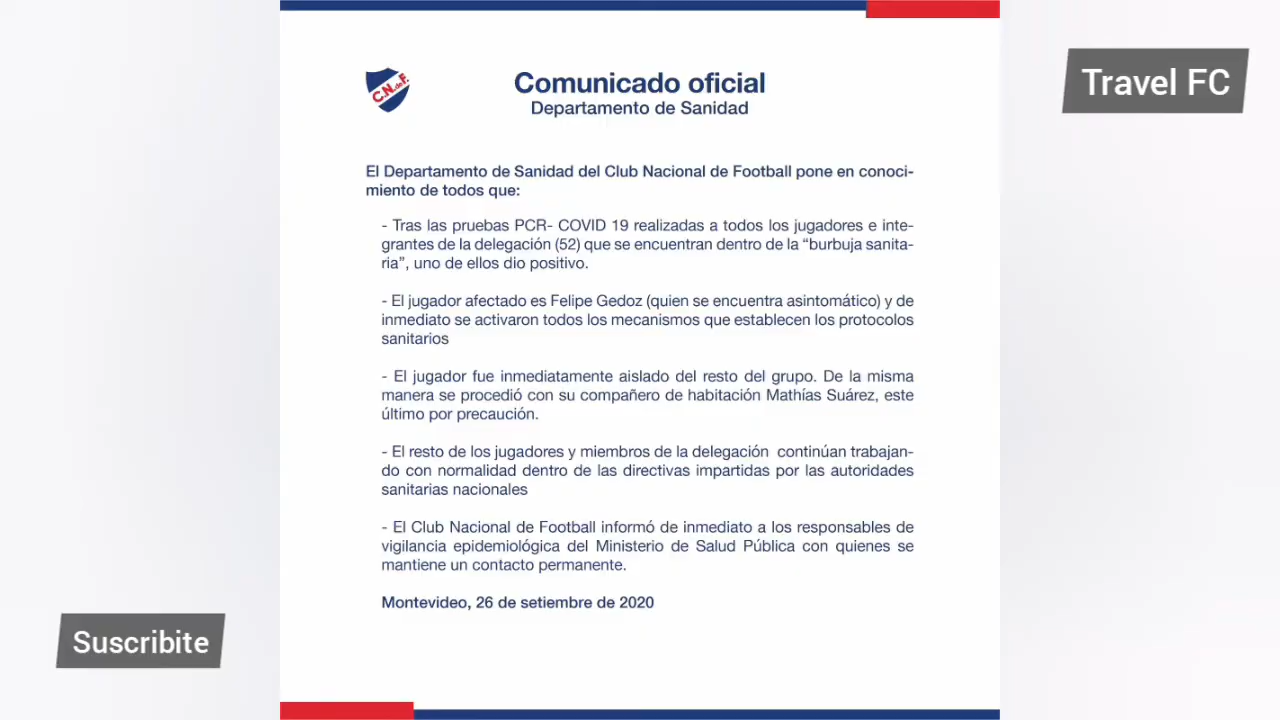 Travel FC
C.N.deF.
Comunicado oficial
Departamento de Sanidad
El Departamento de Sanidad del Club Nacional de Football pone en conoci-
miento de todos que:
- Tras las pruebas PCR- COVID 19 realizadas a todos los jugadores e inte-
grantes de la delegación (52) que se encuentran dentro de la “burbuja sanita-
ria”, uno de ellos dio positivo.
- El jugador afectado es Felipe Gedoz (quien se encuentra asintomático) y de
inmediato se activaron todos los mecanismos que establecen los protocolos
sanitarios
- El jugador fue inmediatamente aislado del resto del grupo. De la misma
manera se procedió con su compañero de habitación Mathías Suárez, este
último por precaución.
- El resto de los jugadores y miembros de la delegación continúan trabajan-
do con normalidad dentro de las directivas impartidas por las autoridades
sanitarias nacionales
- El Club Nacional de Football informó de inmediato a los responsables de
vigilancia epidemiológica del Ministerio de Salud Pública con quienes se
mantiene un contacto permanente.
Montevideo, 26 de setiembre de 2020
Suscribite